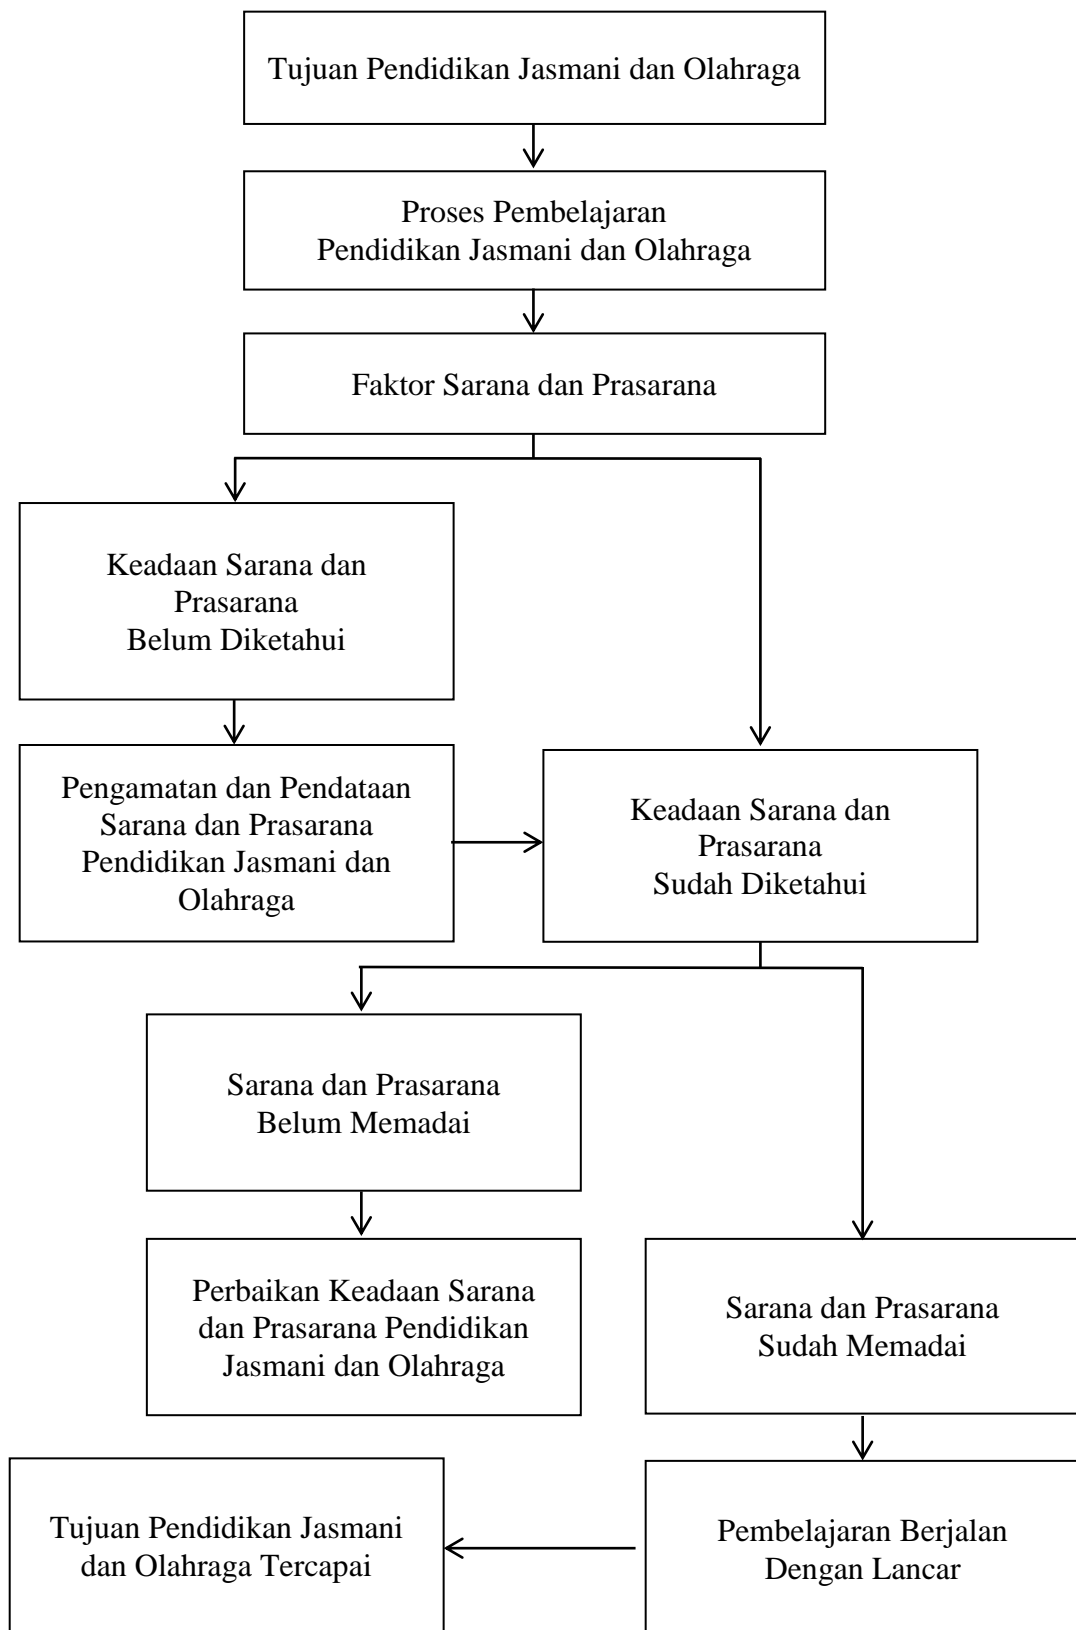 Tujuan Pendidikan Jasmani dan Olahraga
Proses Pembelajaran
Pendidikan Jasmani dan Olahraga
Faktor Sarana dan Prasarana
Keadaan Sarana dan
Prasarana
Belum Diketahui
Pengamatan dan Pendataan
Sarana dan Prasarana
Pendidikan Jasmani dan
Olahraga
Keadaan Sarana dan
Prasarana
Sudah Diketahui
Sarana dan Prasarana
Belum Memadai
Perbaikan Keadaan Sarana
dan Prasarana Pendidikan
Jasmani dan Olahraga
Sarana dan Prasarana
Sudah Memadai
Tujuan Pendidikan Jasmani
dan Olahraga Tercapai
Pembelajaran Berjalan
Dengan Lancar